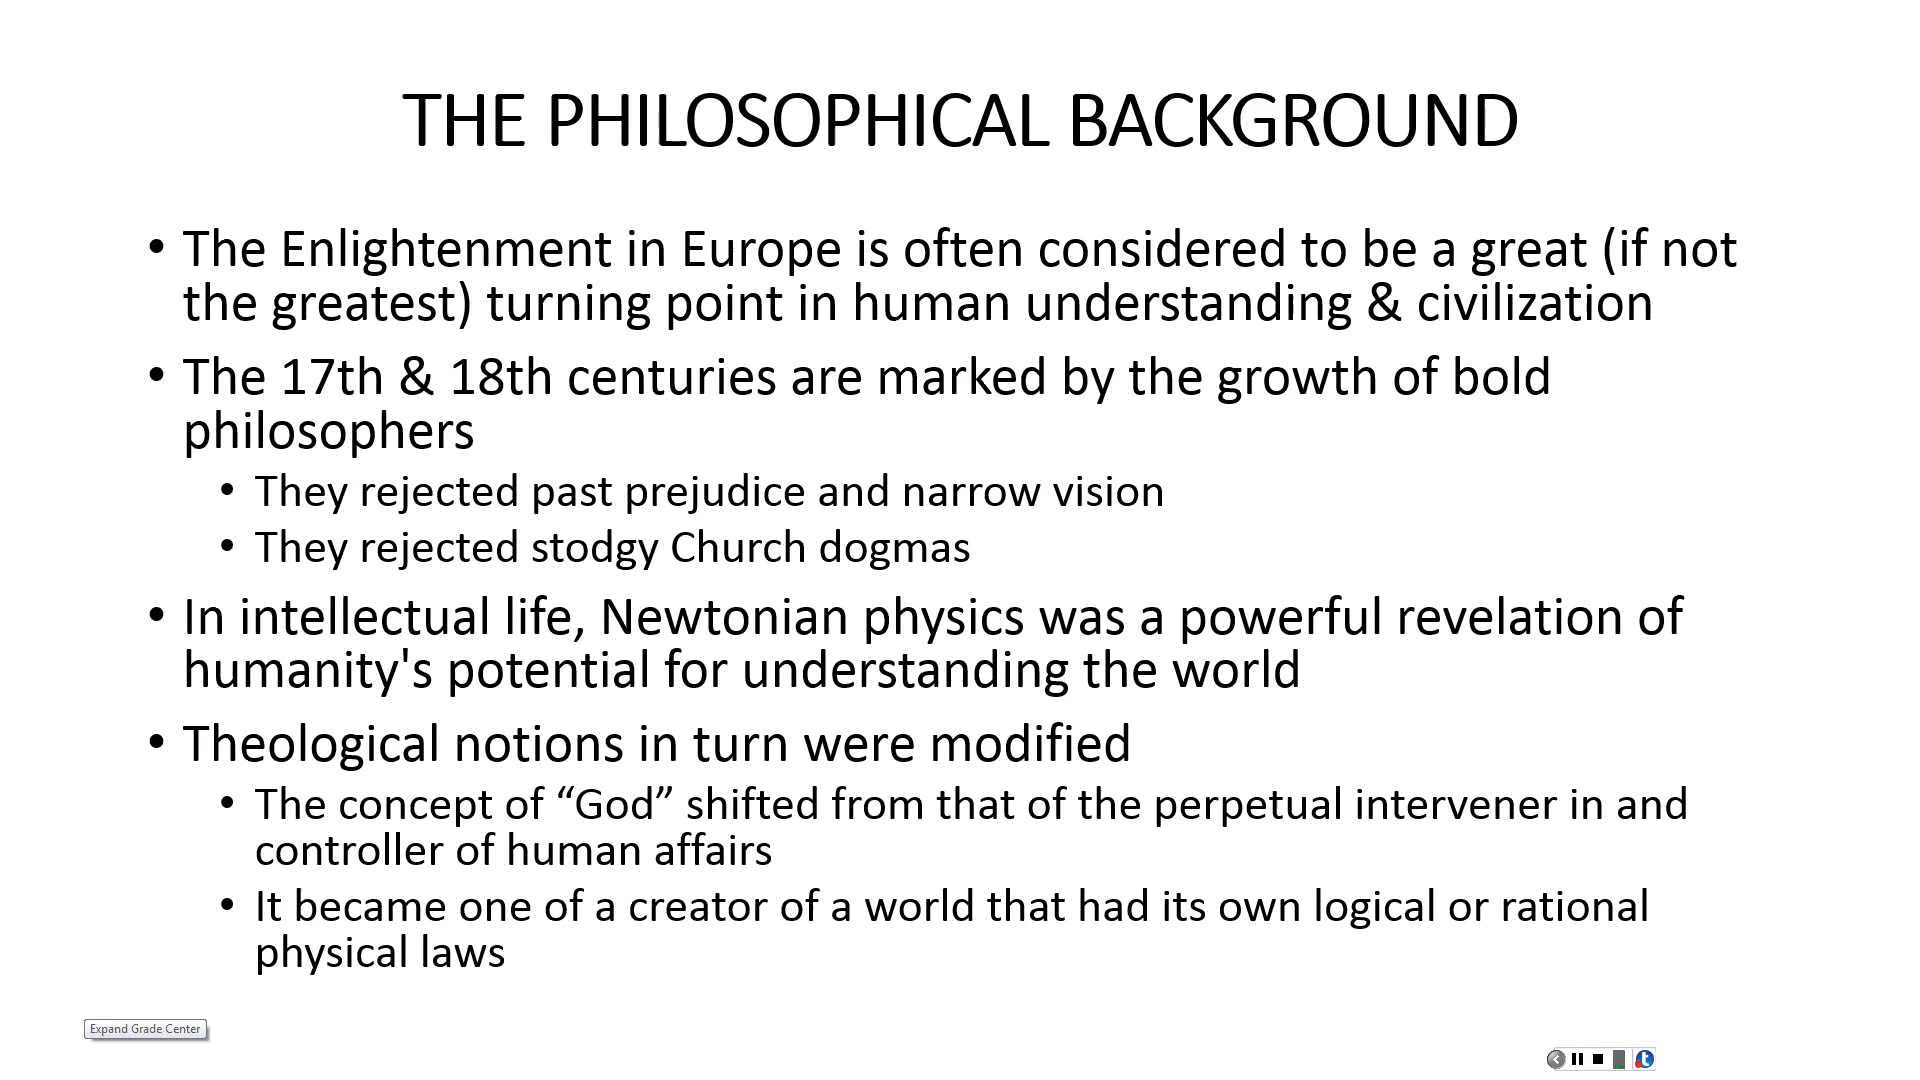 THE PHILOSOPHICAL BACKGROUND
• The Enlightenment in Europe is often considered to be a great (if not
the greatest) turning point in human understanding & civilization
• The 17th & 18th centuries are marked by the growth of bold
philosophers
• They rejected past prejudice and narrow vision
• They rejected stodgy Church dogmas
• In intellectual life, Newtonian physics was a powerful revelation of
humanity's potential for understanding the world
• Theological notions in turn were modified
• The concept of “God” shifted from that of the perpetual intervener in and
controller of human affairs
• It became one of a creator of a world that had its own logical or rational
physical laws
Expand Grade Center
t